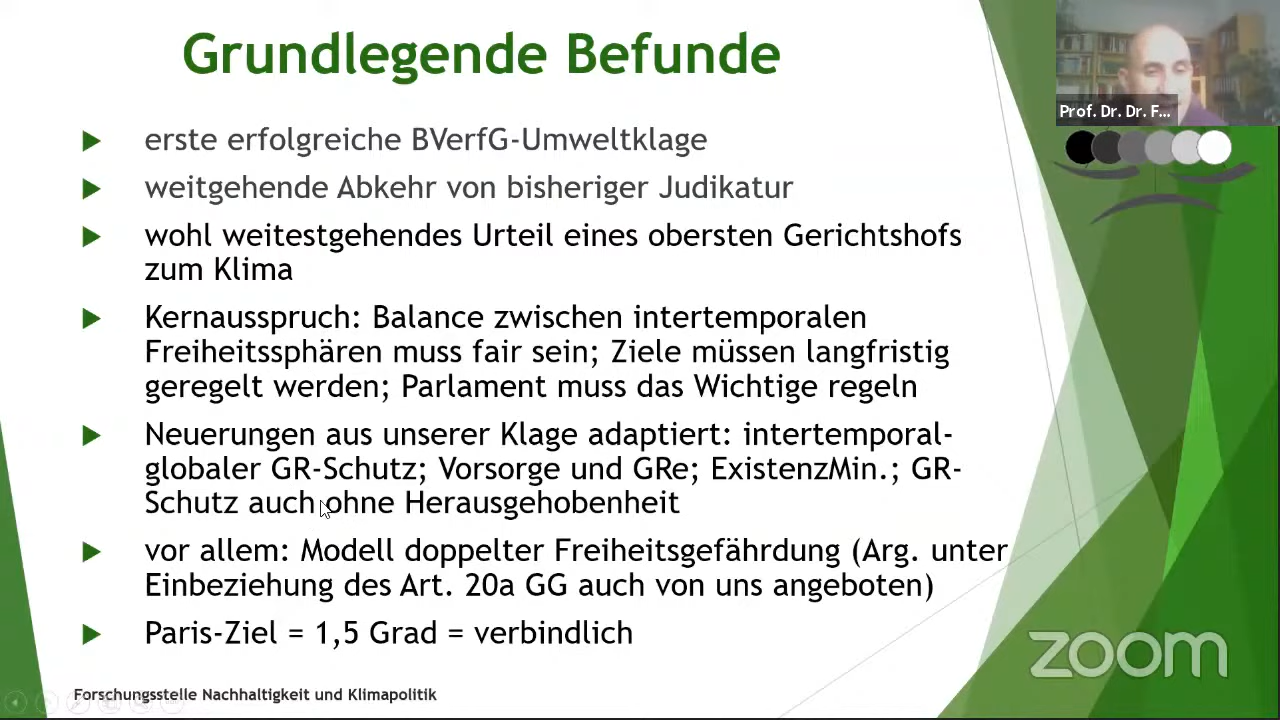 Grundlegende Befunde
Prof. Dr. Dr. F...
erste erfolgreiche BVerfG-Umweltklage
weitgehende Abkehr von bisheriger Judikatur
wohl weitestgehendes Urteil eines obersten Gerichtshofs
zum Klima
Kernausspruch: Balance zwischen intertemporalen
Freiheitssphären muss fair sein; Ziele müssen langfristig
geregelt werden; Parlament muss das Wichtige regeln
Neuerungen aus unserer Klage adaptiert: intertemporal-
globaler GR-Schutz; Vorsorge und GRe; ExistenzMin.; GR-
Schutz auch ohne Herausgehobenheit
vor allem: Modell doppelter Freiheitsgefährdung (Arg. unter
Einbeziehung des Art. 20a GG auch von uns angeboten)
Paris-Ziel = 1,5 Grad = verbindlich
zoom
Forschungsstelle Nachhaltigkeit und Klimapolitik